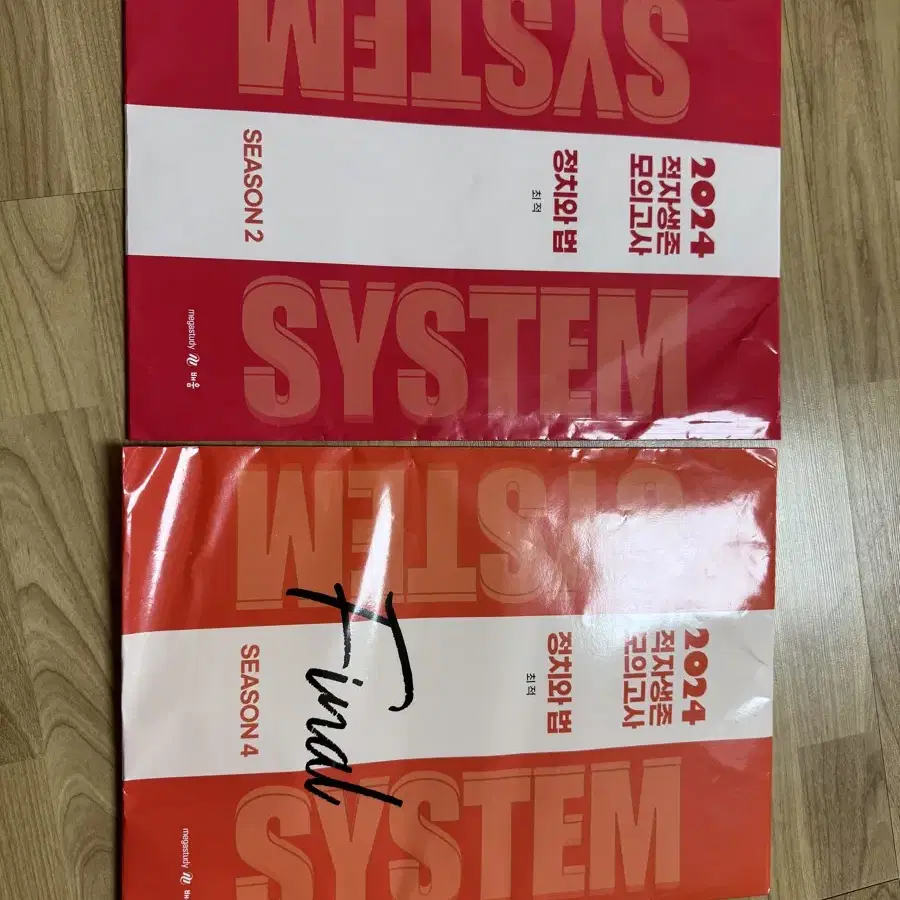 SYSTEM
2024
적자생존
모의고사
정치와 법
최적
SEASON 2
SYSTEM
megastudy 배움
SYSTEM
2024
적자생존
모의고사
정치와 법
최적
Final
SEASON 4
SYSTEM
megastudy